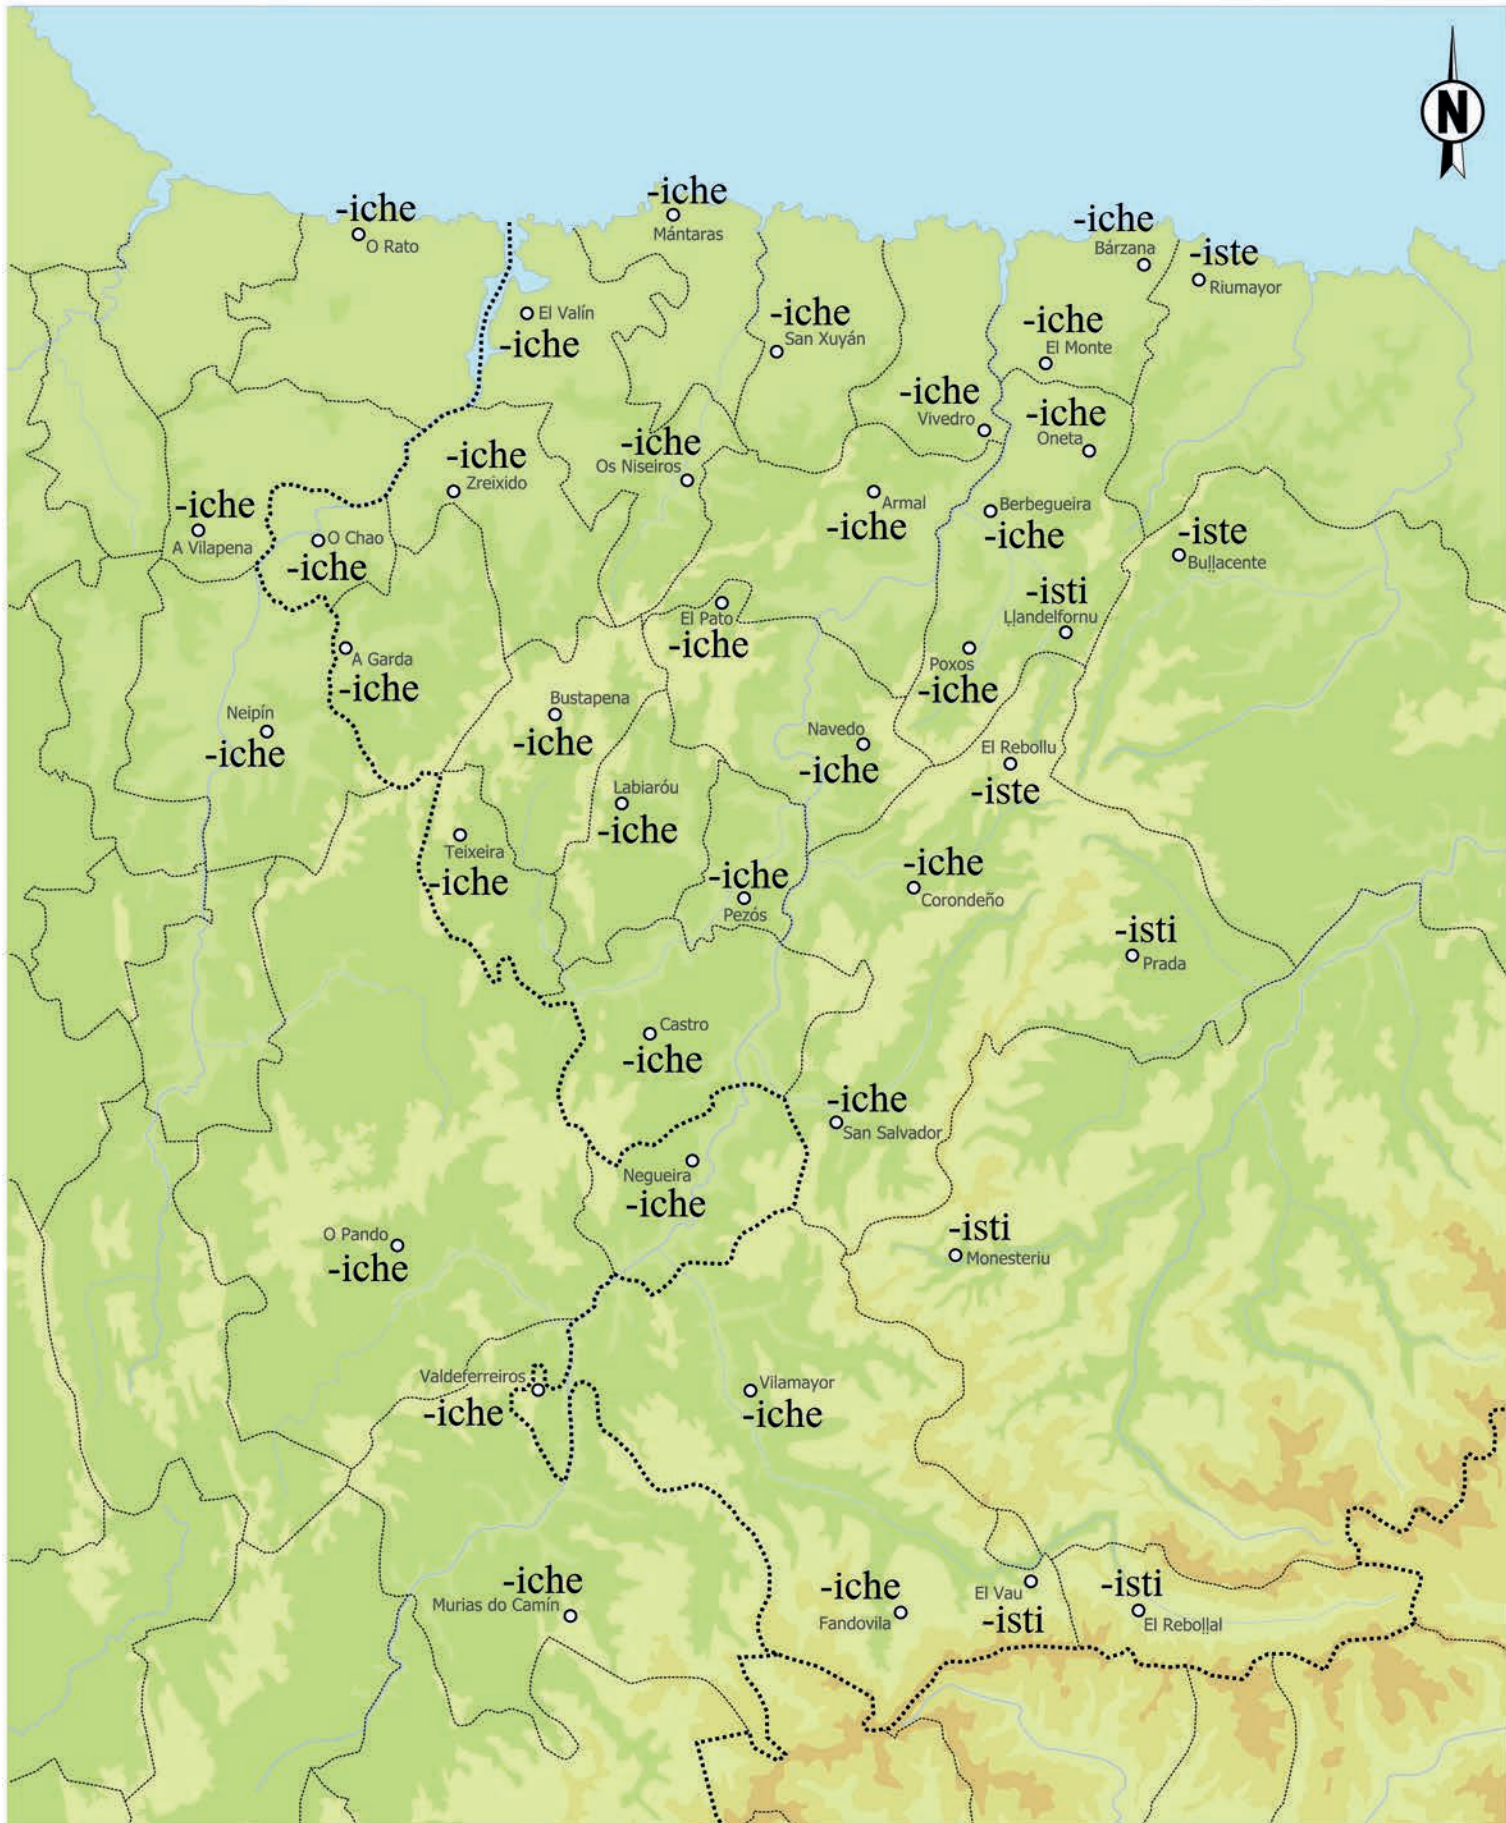 N
-iche
Mántaras
-iche
O Rato
-iche
Bárzana
-iste
Riumayor
El Valín
-iche
-iche
San Xuyán
-iche
El Monte
-iche
Vivedro
-iche
Oneta
-iche
Zreixido
-iche
Os Niseiros
Armal
-iche
Berbegueira
-iche
-iche
A Vilapena
O Chao
-iche
-iste
Buḷḷacente
-isti
Ḷḷandelfornu
El Pato
-iche
A Garda
-iche
Poxos
-iche
Neipín
-iche
Bustapena
-iche
Navedo
-iche
El Rebollu
-iste
Labiaróu
-iche
Teixeira
-iche
-iche
Pezós
-iche
Corondeño
-isti
Prada
Castro
-iche
-iche
San Salvador
Negueira
-iche
O Pando
-iche
-isti
Monesteriu
Valdeferreiros
-iche
Vilamayor
-iche
-iche
Murias do Camín
-iche
Fandovila
El Vau
-isti
-isti
El Reboḷḷal